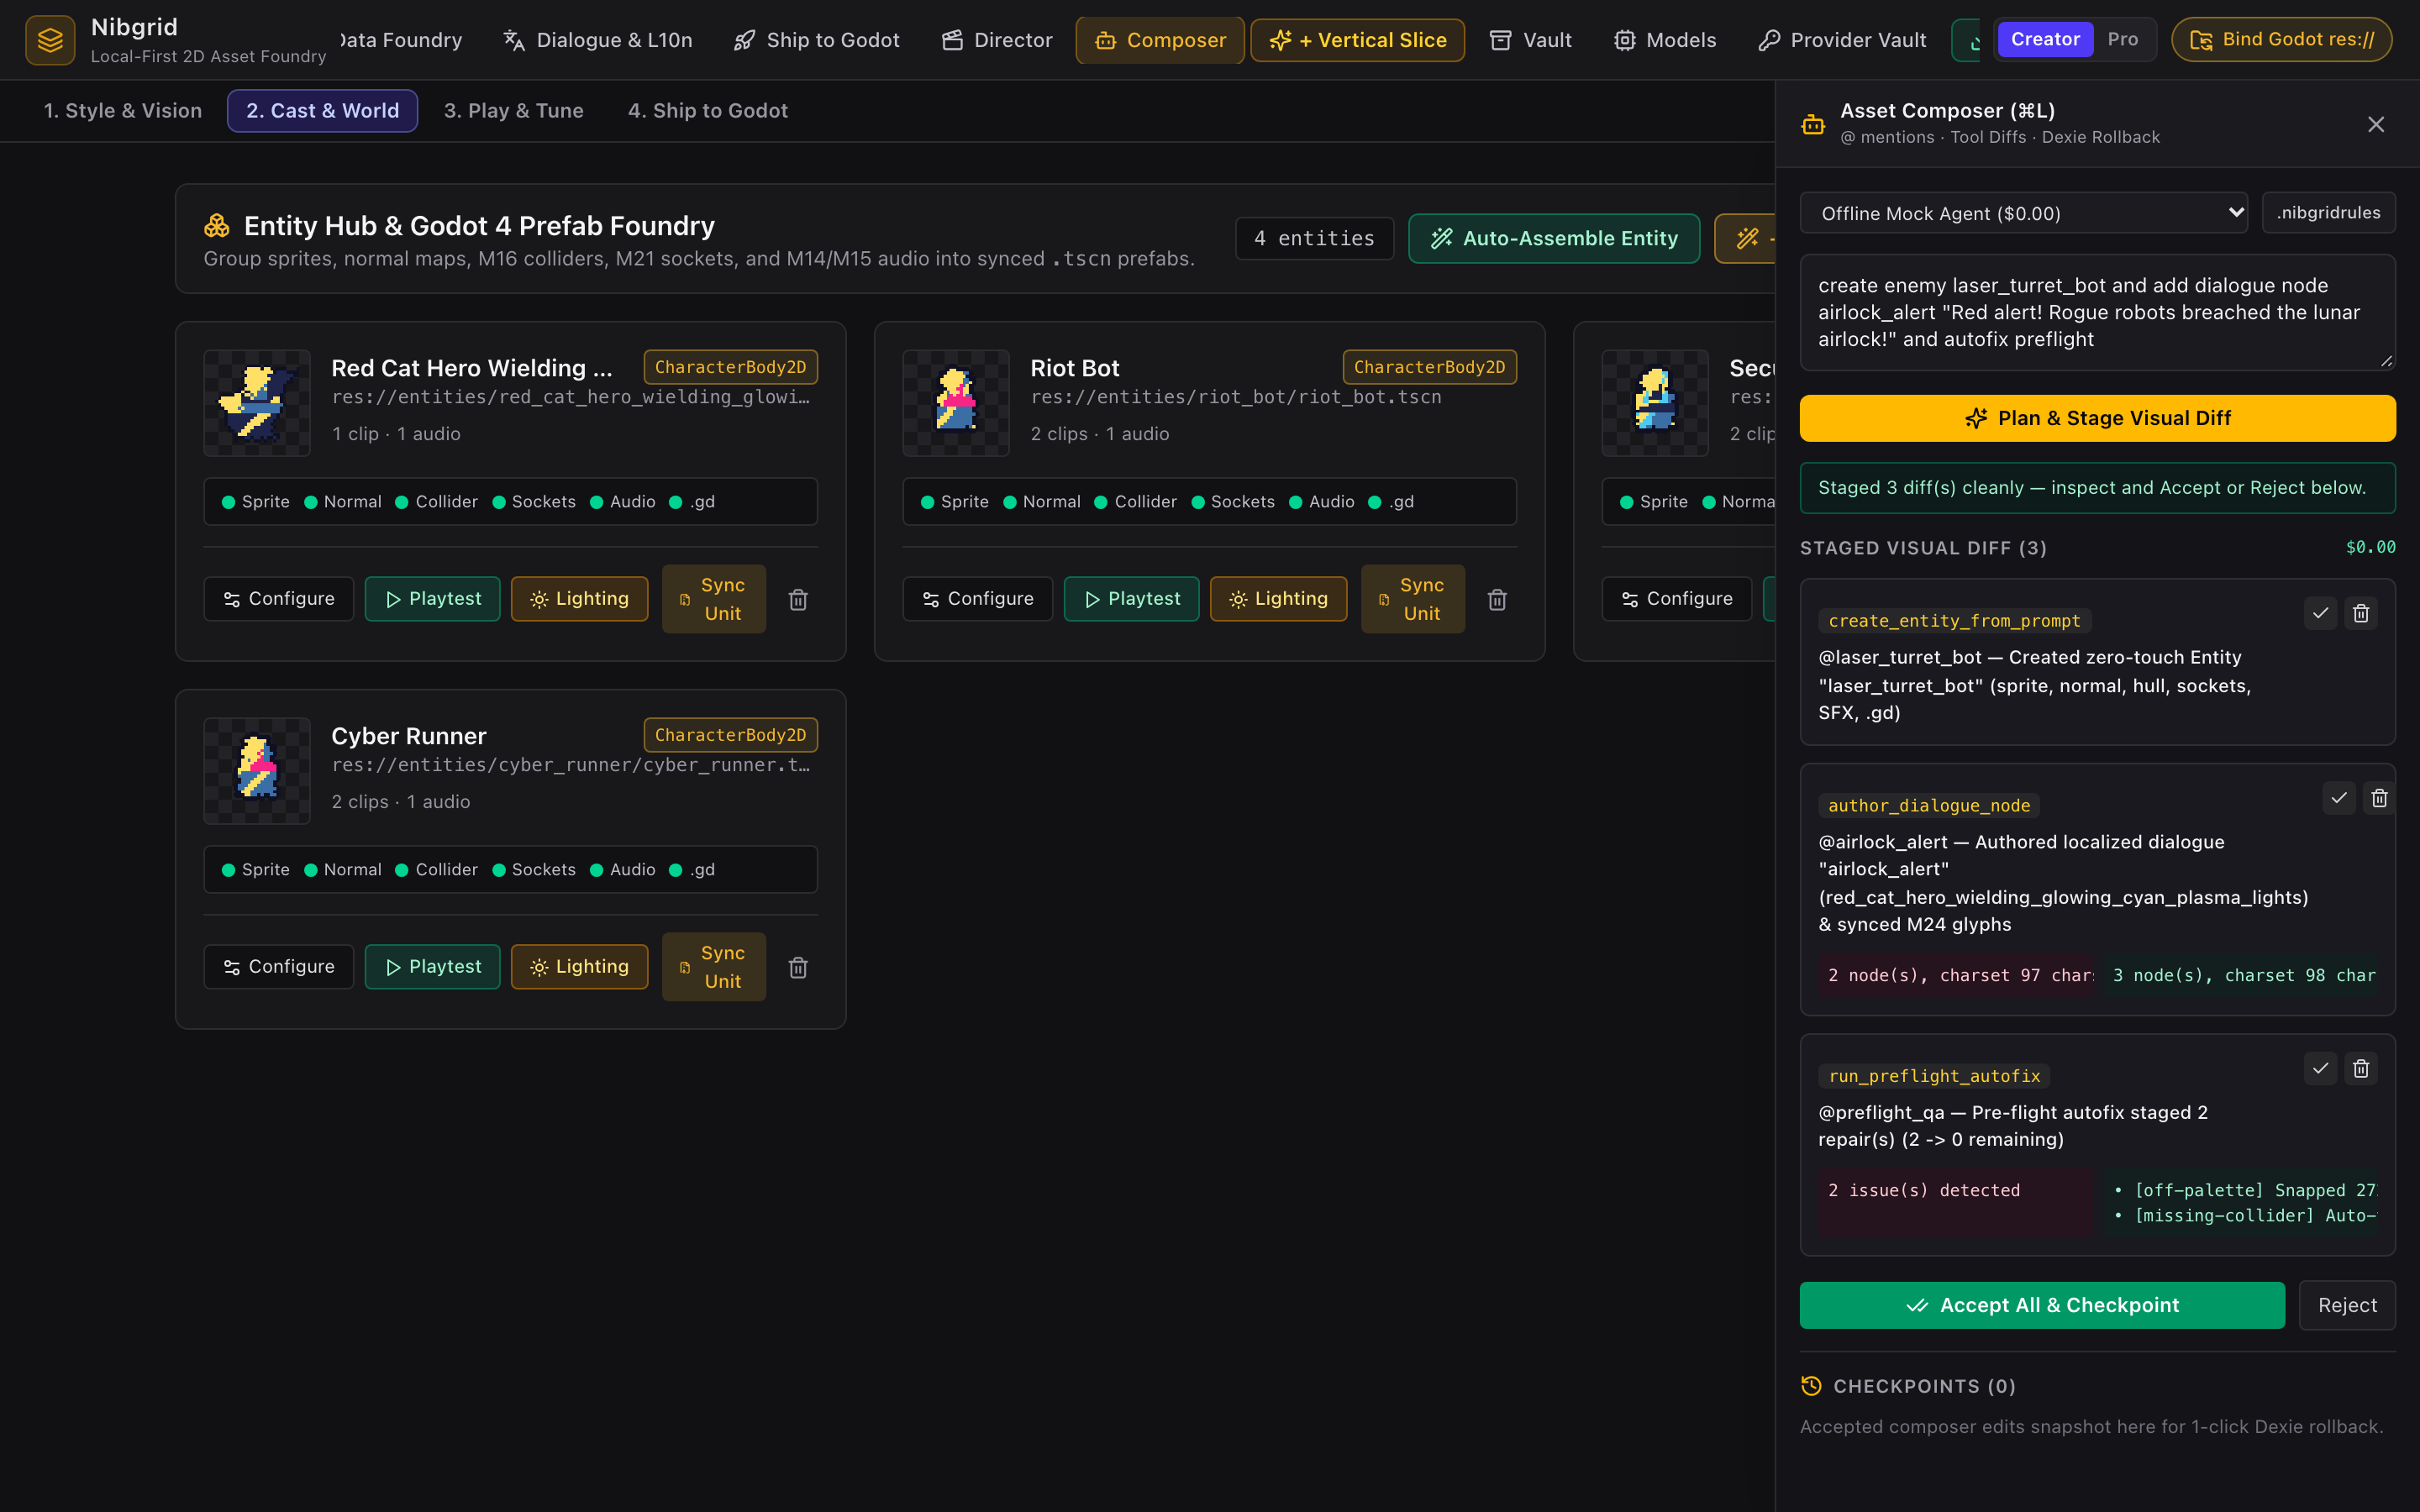 Nibgrid
Local-First 2D Asset Foundry
Data Foundry
Dialogue & L10n
Ship to Godot
Director
Composer
+ Vertical Slice
Vault
Models
Provider Vault
Creator
Pro
Bind Godot res://
1. Style & Vision
2. Cast & World
3. Play & Tune
4. Ship to Godot
Entity Hub & Godot 4 Prefab Foundry
Group sprites, normal maps, M16 colliders, M21 sockets, and M14/M15 audio into synced .tscn prefabs.
4 entities
Auto-Assemble Entity
Red Cat Hero Wielding ...
CharacterBody2D
res://entities/red_cat_hero_wielding_glowi…
1 clip · 1 audio
Sprite
Normal
Collider
Sockets
Audio
.gd
Configure
Playtest
Lighting
Sync
Unit
Riot Bot
CharacterBody2D
res://entities/riot_bot/riot_bot.tscn
2 clips · 1 audio
Sprite
Normal
Collider
Sockets
Audio
.gd
Configure
Playtest
Lighting
Sync
Unit
Secu
res:
2 clip
Sprite
Norma
Configure
Cyber Runner
CharacterBody2D
res://entities/cyber_runner/cyber_runner.t…
2 clips · 1 audio
Sprite
Normal
Collider
Sockets
Audio
.gd
Configure
Playtest
Lighting
Sync
Unit
Asset Composer (⌘L)
@ mentions · Tool Diffs · Dexie Rollback
Offline Mock Agent ($0.00)
.nibgridrules
create enemy laser_turret_bot and add dialogue node
airlock_alert "Red alert! Rogue robots breached the lunar
airlock!" and autofix preflight
Plan & Stage Visual Diff
Staged 3 diff(s) cleanly — inspect and Accept or Reject below.
STAGED VISUAL DIFF (3)
$0.00
create_entity_from_prompt
@laser_turret_bot — Created zero-touch Entity
"laser_turret_bot" (sprite, normal, hull, sockets,
SFX, .gd)
author_dialogue_node
@airlock_alert — Authored localized dialogue
"airlock_alert"
(red_cat_hero_wielding_glowing_cyan_plasma_lights)
& synced M24 glyphs
2 node(s), charset 97 chars
3 node(s), charset 98 char
run_preflight_autofix
@preflight_qa — Pre-flight autofix staged 2
repair(s) (2 -> 0 remaining)
2 issue(s) detected
• [off-palette] Snapped 27
• [missing-collider] Auto-
Accept All & Checkpoint
Reject
CHECKPOINTS (0)
Accepted composer edits snapshot here for 1-click Dexie rollback.